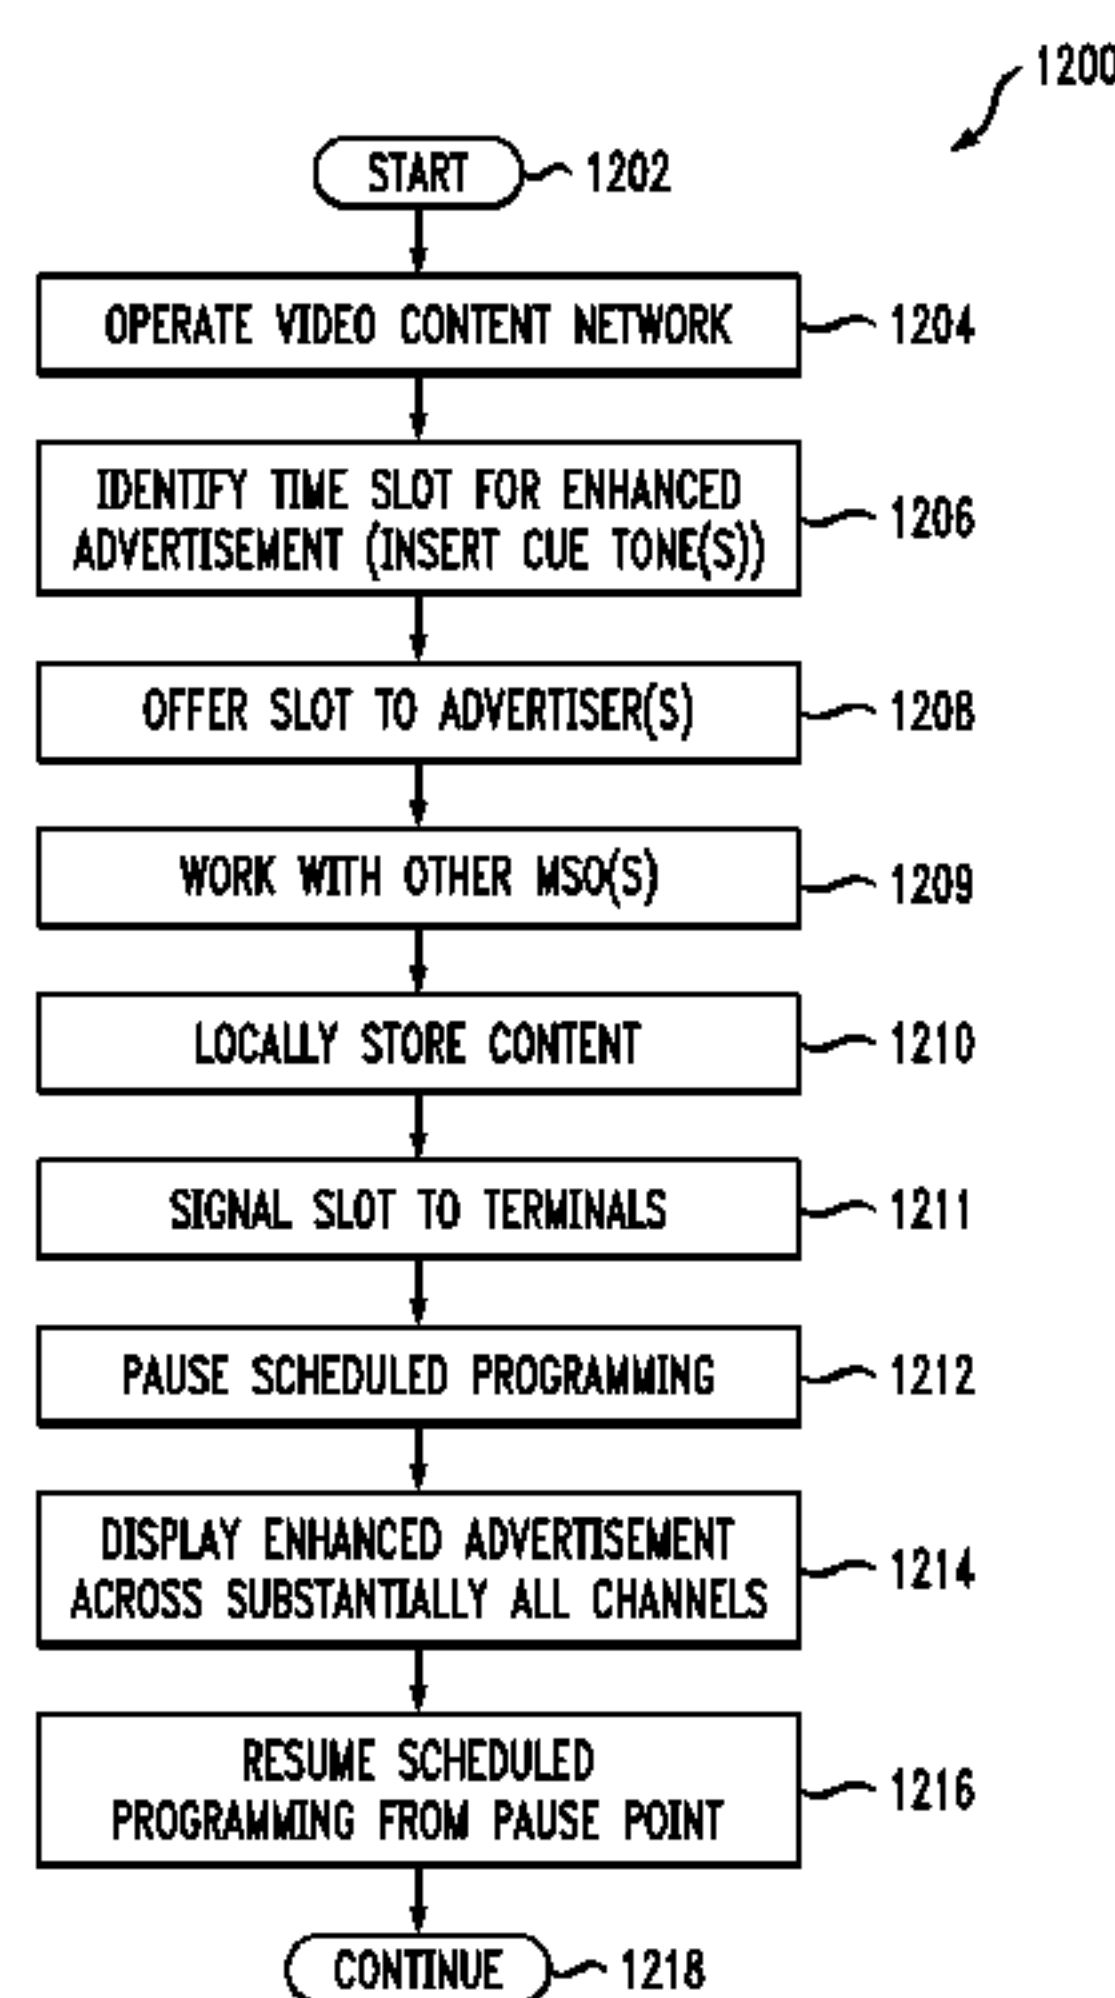 1200
START 1202
OPERATE VIDEO CONTENT NETWORK 1204
IDENTIFY TIME SLOT FOR ENHANCED
ADVERTISEMENT (INSERT CUE TONE(S)) 1206
OFFER SLOT TO ADVERTISER(S) 1208
WORK WITH OTHER MSO(S) 1209
LOCALLY STORE CONTENT 1210
SIGNAL SLOT TO TERMINALS 1211
PAUSE SCHEDULED PROGRAMMING 1212
DISPLAY ENHANCED ADVERTISEMENT
ACROSS SUBSTANTIALLY ALL CHANNELS 1214
RESUME SCHEDULED
PROGRAMMING FROM PAUSE POINT 1216
CONTINUE 1218